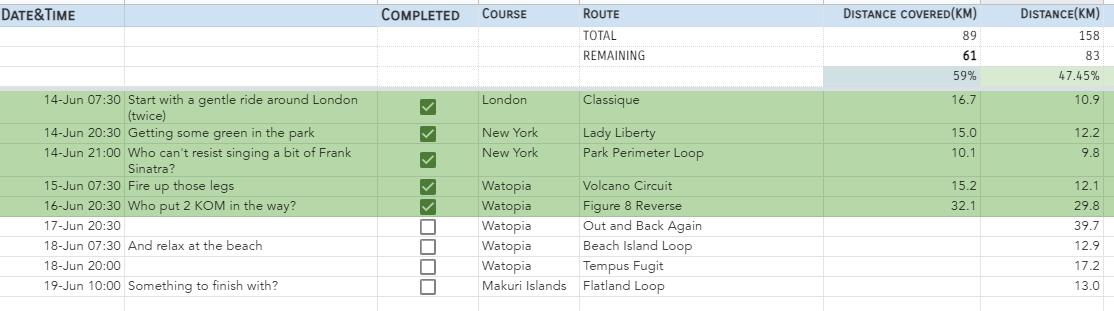 DATE&TIME COMPLETED COURSE ROUTE DISTANCE COVERED(KM) DISTANCE(KM)
TOTAL 89 158
REMAINING 61 83
59% 47.45%
14-Jun 07:30 Start with a gentle ride around London London Classique 16.7 10.9
(twice)
14-Jun 20:30 Getting some green in the park New York Lady Liberty 15.0 12.2
14-Jun 21:00 Who can't resist singing a bit of Frank New York Park Perimeter Loop 10.1 9.8
Sinatra?
15-Jun 07:30 Fire up those legs Watopia Volcano Circuit 15.2 12.1
16-Jun 20:30 Who put 2 KOM in the way? Watopia Figure 8 Reverse 32.1 29.8
17-Jun 20:30 Watopia Out and Back Again 39.7
18-Jun 07:30 And relax at the beach Watopia Beach Island Loop 12.9
18-Jun 20:00 Watopia Tempus Fugit 17.2
19-Jun 10:00 Something to finish with? Makuri Islands Flatland Loop 13.0